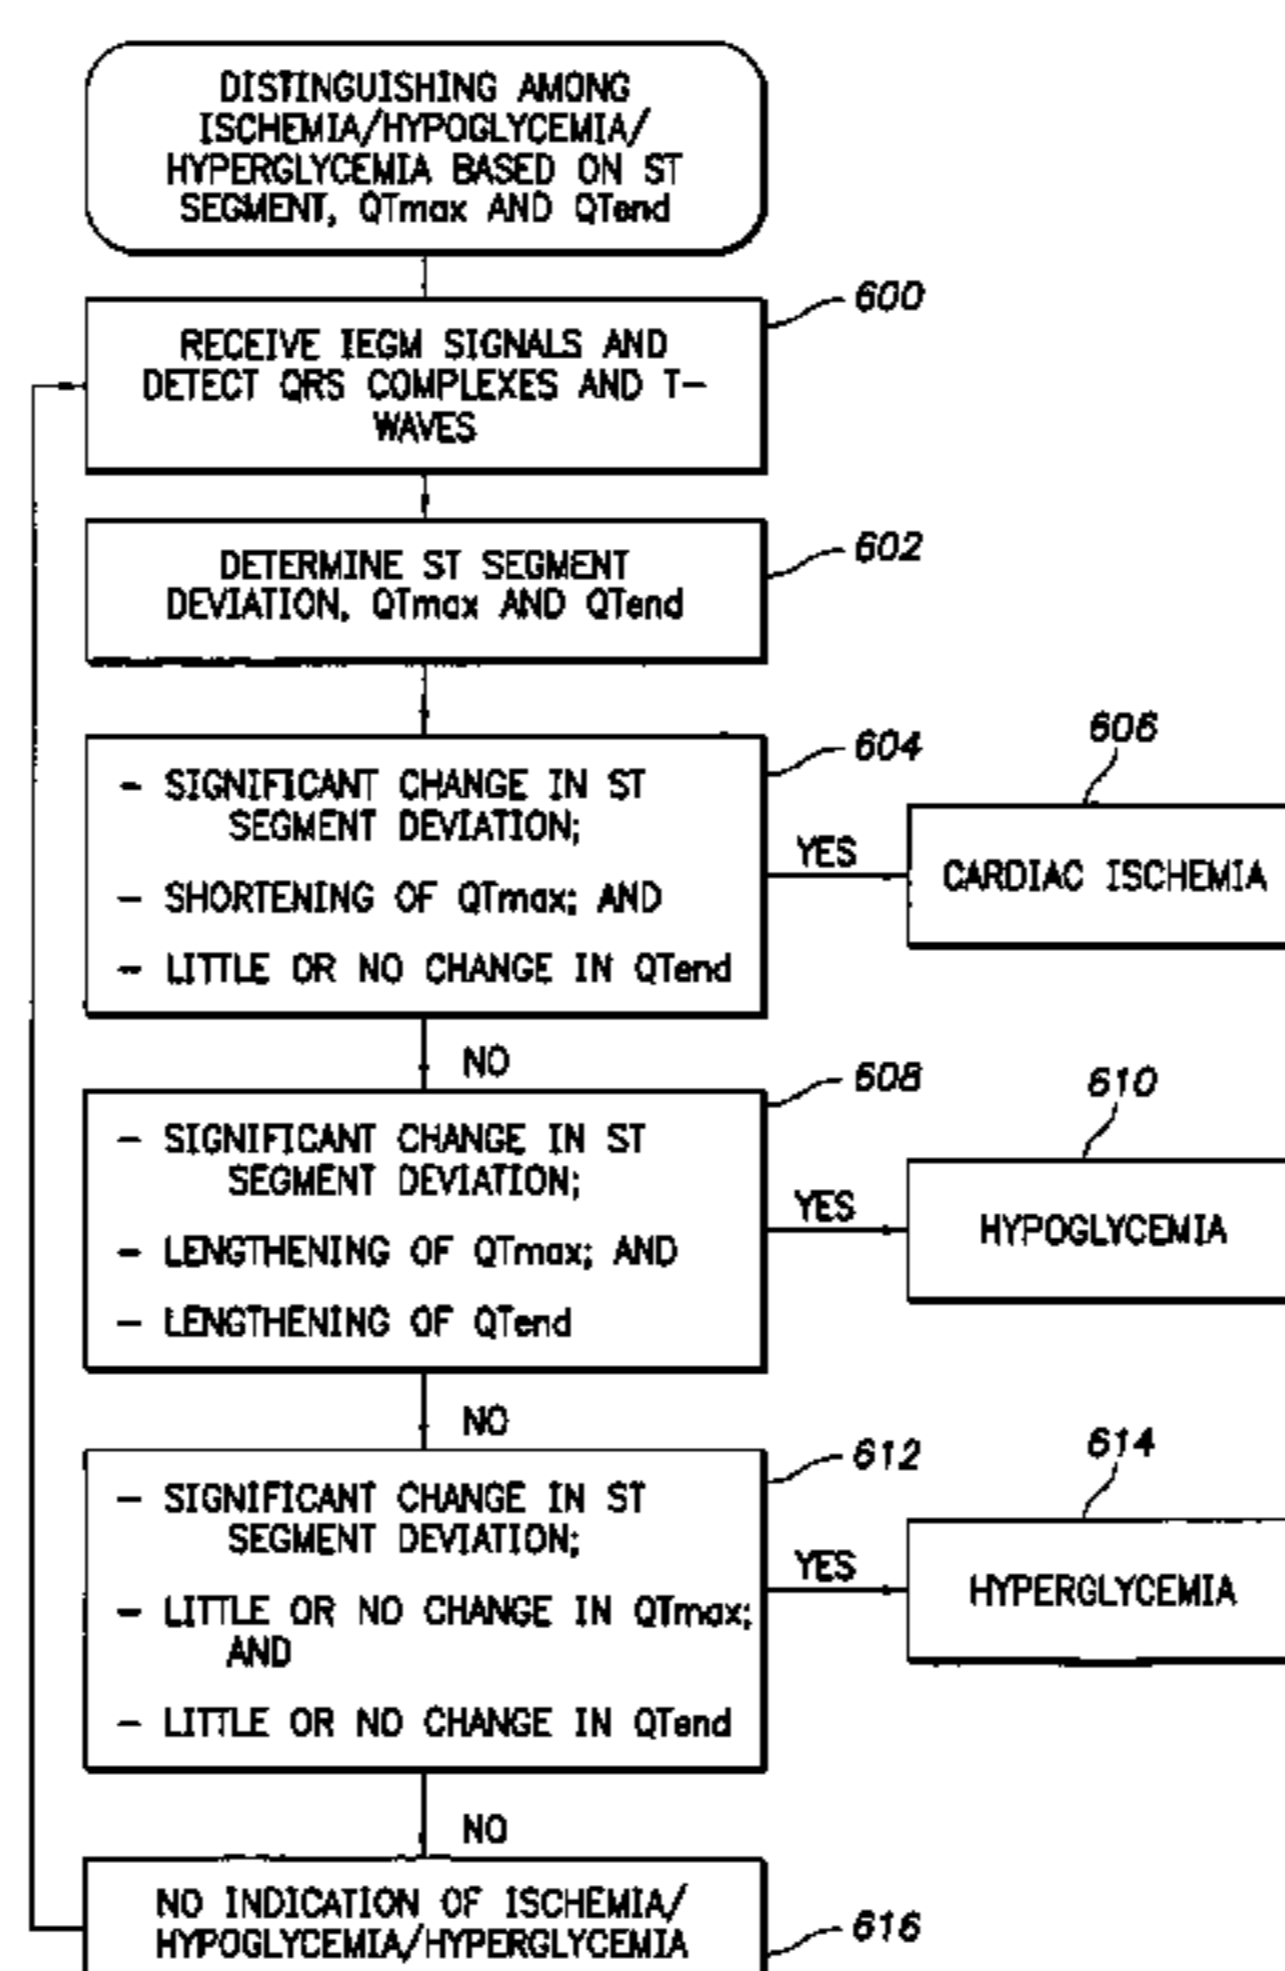 DISTINGUISHING AMONG
ISCHEMIA/HYPOGLYCEMIA/
HYPERGLYCEMIA BASED ON ST
SEGMENT, QTmax AND QTend
600
RECEIVE IEGM SIGNALS AND
DETECT QRS COMPLEXES AND T-
WAVES
602
DETERMINE ST SEGMENT
DEVIATION, QTmax AND QTend
604
- SIGNIFICANT CHANGE IN ST
SEGMENT DEVIATION;
- SHORTENING OF QTmax; AND
- LITTLE OR NO CHANGE IN QTend
YES
606
CARDIAC ISCHEMIA
NO
608
- SIGNIFICANT CHANGE IN ST
SEGMENT DEVIATION;
- LENGTHENING OF QTmax; AND
- LENGTHENING OF QTend
YES
610
HYPOGLYCEMIA
NO
612
- SIGNIFICANT CHANGE IN ST
SEGMENT DEVIATION;
- LITTLE OR NO CHANGE IN QTmax;
AND
- LITTLE OR NO CHANGE IN QTend
YES
614
HYPERGLYCEMIA
NO
NO INDICATION OF ISCHEMIA/
HYPOGLYCEMIA/HYPERGLYCEMIA
616